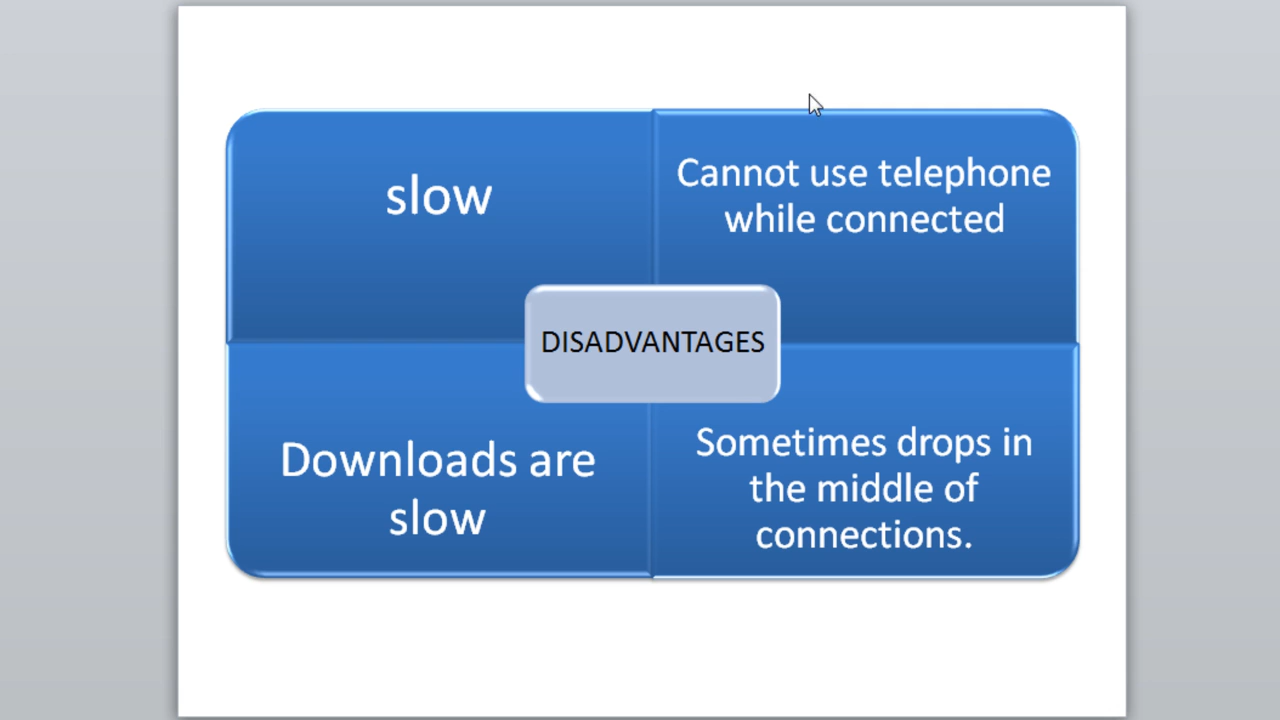 slow
Cannot use telephone
while connected
DISADVANTAGES
Downloads are
slow
Sometimes drops in
the middle of
connections.